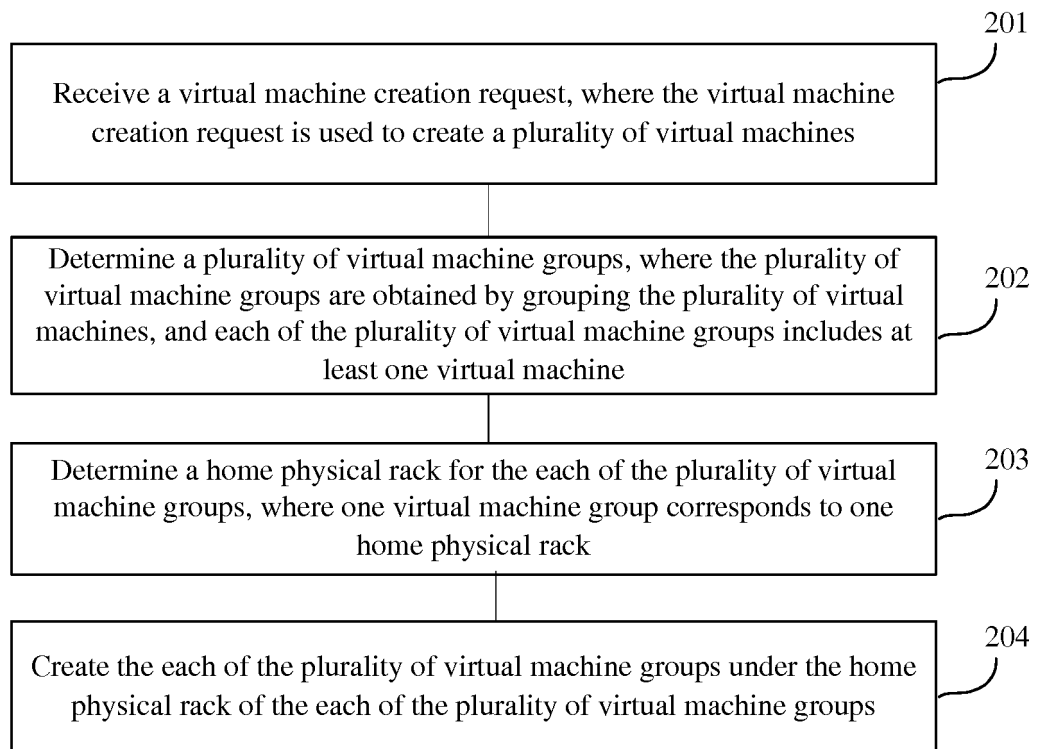 201
Receive a virtual machine creation request, where the virtual machine
creation request is used to create a plurality of virtual machines
202
Determine a plurality of virtual machine groups, where the plurality of
virtual machine groups are obtained by grouping the plurality of virtual
machines, and each of the plurality of virtual machine groups includes at
least one virtual machine
203
Determine a home physical rack for the each of the plurality of virtual
machine groups, where one virtual machine group corresponds to one
home physical rack
204
Create the each of the plurality of virtual machine groups under the home
physical rack of the each of the plurality of virtual machine groups